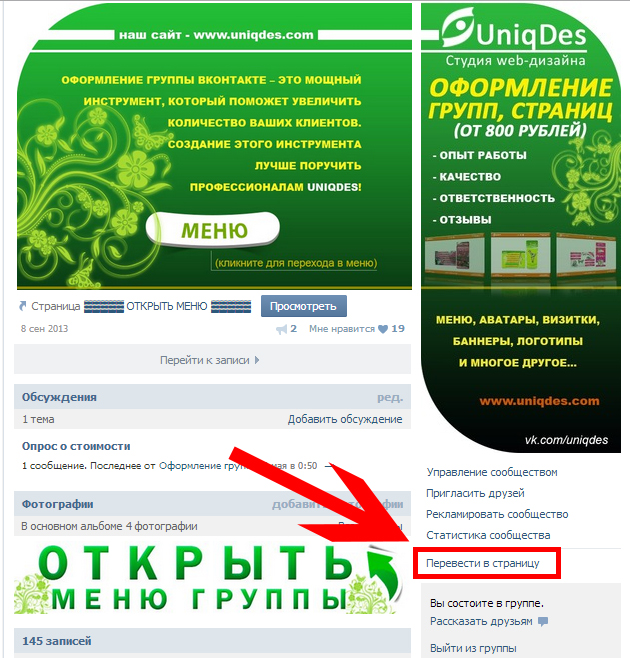 наш сайт - www.uniqdes.com
ОФОРМЛЕНИЕ ГРУППЫ ВКОНТАКТЕ – ЭТО МОЩНЫЙ
ИНСТРУМЕНТ, КОТОРЫЙ ПОМОЖЕТ УВЕЛИЧИТЬ
КОЛИЧЕСТВО ВАШИХ КЛИЕНТОВ.
СОЗДАНИЕ ЭТОГО ИНСТРУМЕНТА
ЛУЧШЕ ПОРУЧИТЬ
ПРОФЕССИОНАЛАМ UNIQDES!
МЕНЮ
(кликните для перехода в меню)
Страница ▒▒▒▒▒ ОТКРЫТЬ МЕНЮ ▒▒▒▒▒ Просмотреть
8 сен 2013
2 Мне нравится 19
Перейти к записи
Обсуждения ред.
1 тема Добавить обсуждение
Опрос о стоимости
1 сообщение. Последнее от Оформление груп в 0:50
Фотографии
В основном альбоме 4 фотографии
ОТКРЫТЬ
МЕНЮ ГРУППЫ
145 записей
UniqDes
Студия web-дизайна
ОФОРМЛЕНИЕ
ГРУПП, СТРАНИЦ
(ОТ 800 РУБЛЕЙ)
- ОПЫТ РАБОТЫ
- КАЧЕСТВО
- ОТВЕТСТВЕННОСТЬ
- ОТЗЫВЫ
МЕНЮ, АВАТАРЫ, ВИЗИТКИ,
БАННЕРЫ, ЛОГОТИПЫ
И МНОГОЕ ДРУГОЕ...
www.uniqdes.com
vk.com/uniqdes
Управление сообществом
Пригласить друзей
Рекламировать сообщество
Статистика сообщества
Перевести в страницу
Вы состоите в группе.
Рассказать друзьям
Выйти из группы